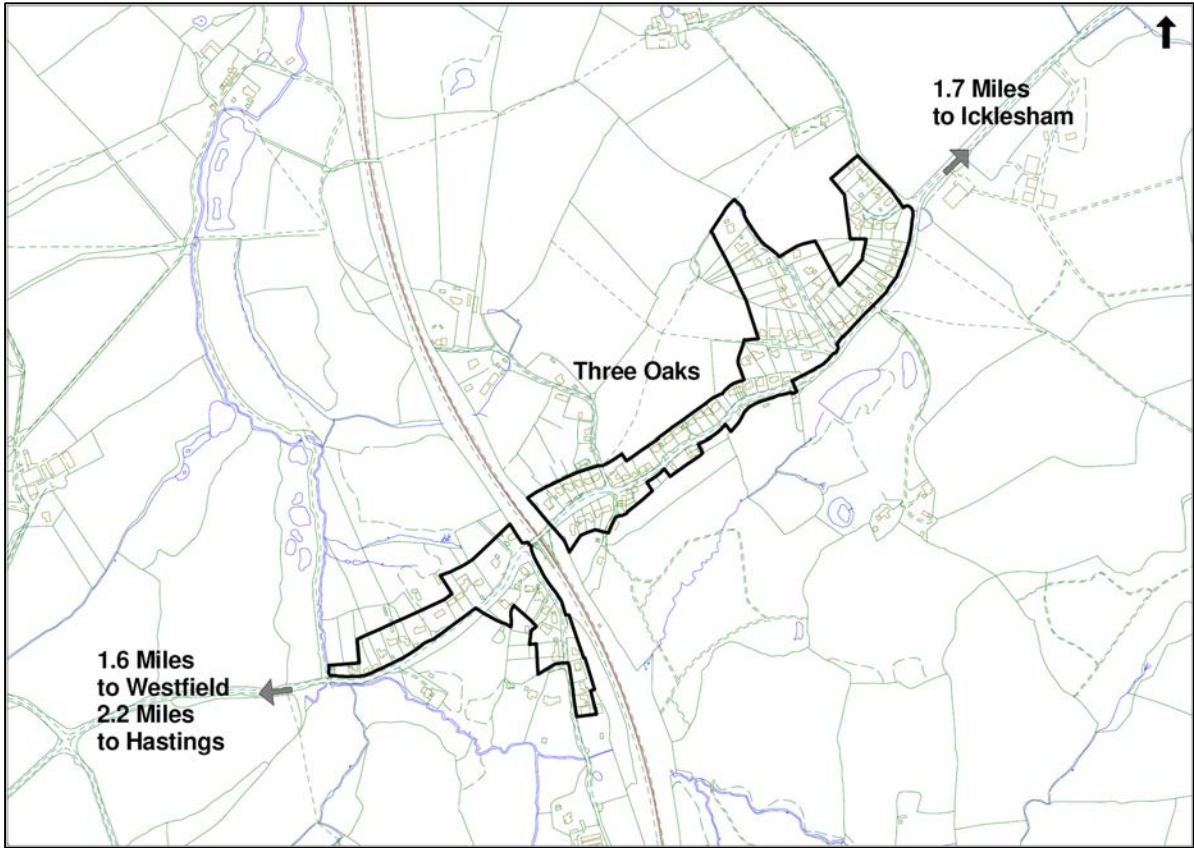 1.7 Miles
to Icklesham
Three Oaks
1.6 Miles
to Westfield
2.2 Miles
to Hastings